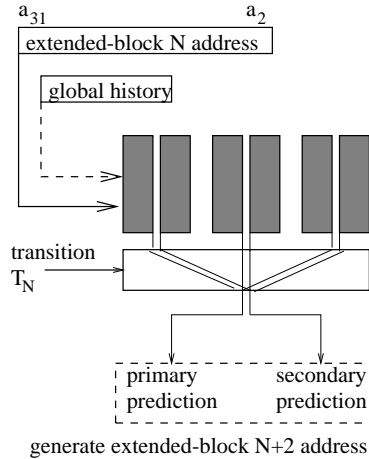 a31 a2
extended-block N address
global history
transition
TN
primary secondary
prediction prediction
generate extended-block N+2 address